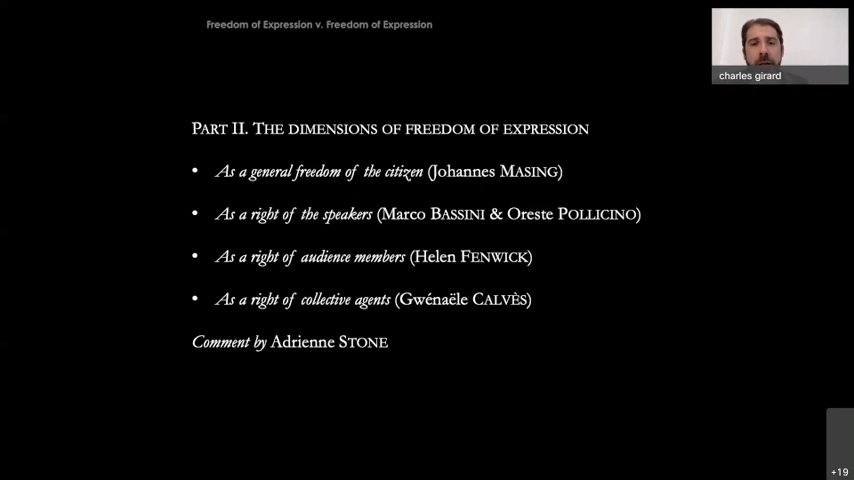 Freedom of Expression v. Freedom of Expression
charles girard
PART II. THE DIMENSIONS OF FREEDOM OF EXPRESSION
• As a general freedom of the citizen (Johannes MASING)
• As a right of the speakers (Marco BASSINI & Oreste POLLICINO)
• As a right of audience members (Helen FENWICK)
• As a right of collective agents (Gwénaële CALVÈS)
Comment by Adrienne STONE
+19